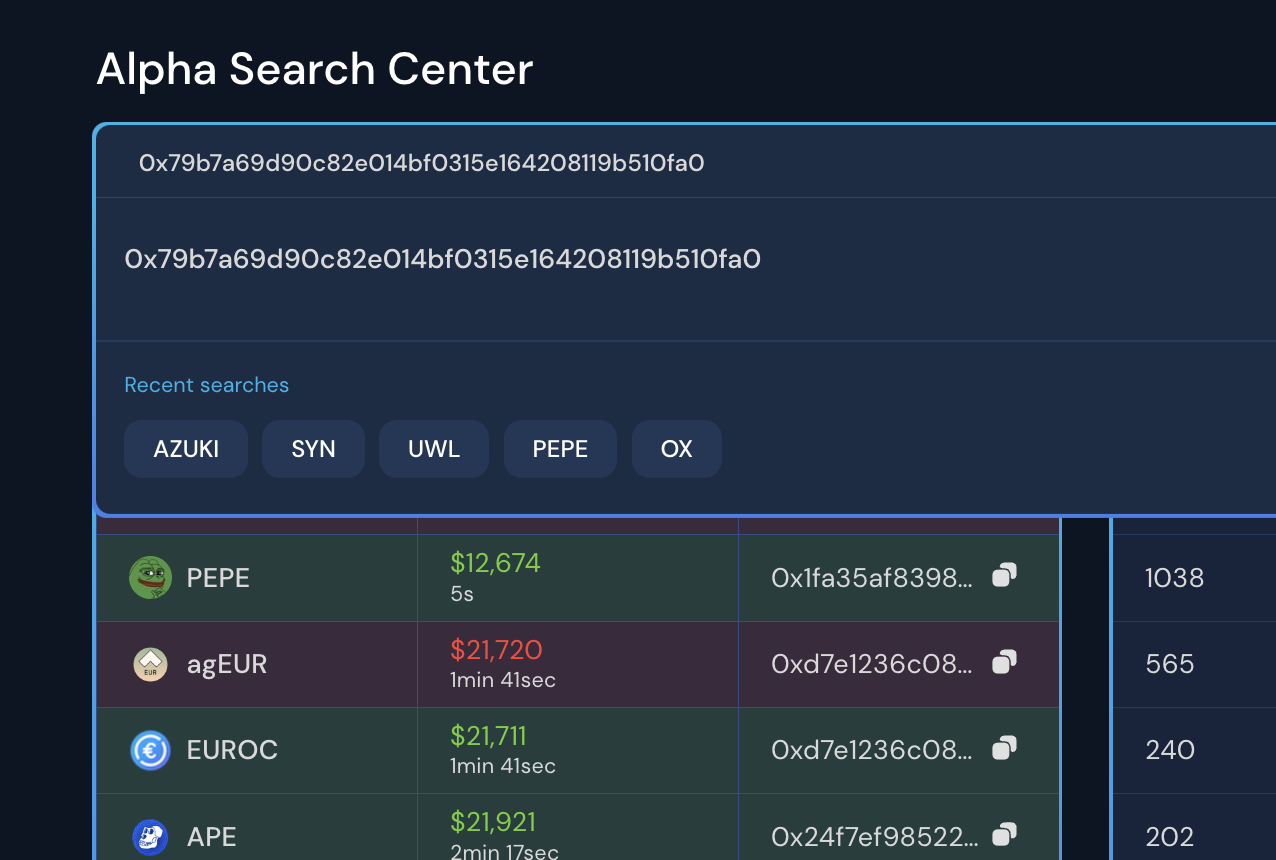 Alpha Search Center
0x79b7a69d90c82e014bf0315e164208119b510fa0
0x79b7a69d90c82e014bf0315e164208119b510fa0
Recent searches
AZUKI SYN UWL PEPE OX
PEPE $12,674 0x1fa35af8398... 1038
5s
agEUR $21,720 0xd7e1236c08... 565
1min 41sec
EUROC $21,711 0xd7e1236c08... 240
1min 41sec
APE $21,921 0x24f7ef98522... 202
2min 17sec